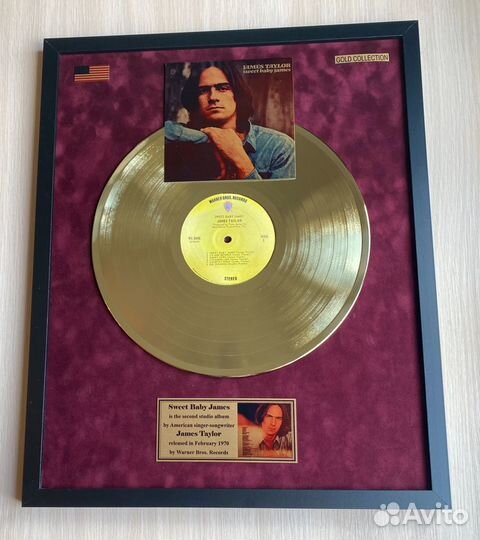 GOLD COLLECTION
JAMES TAYLOR
sweet baby james
WARNER BROS. RECORDS
SWEET BABY JAMES
JAMES TAYLOR
STEREO
Sweet Baby James
is the second studio album
by American singer-songwriter
James Taylor
released in February 1970
by Warner Bros. Records
Avito